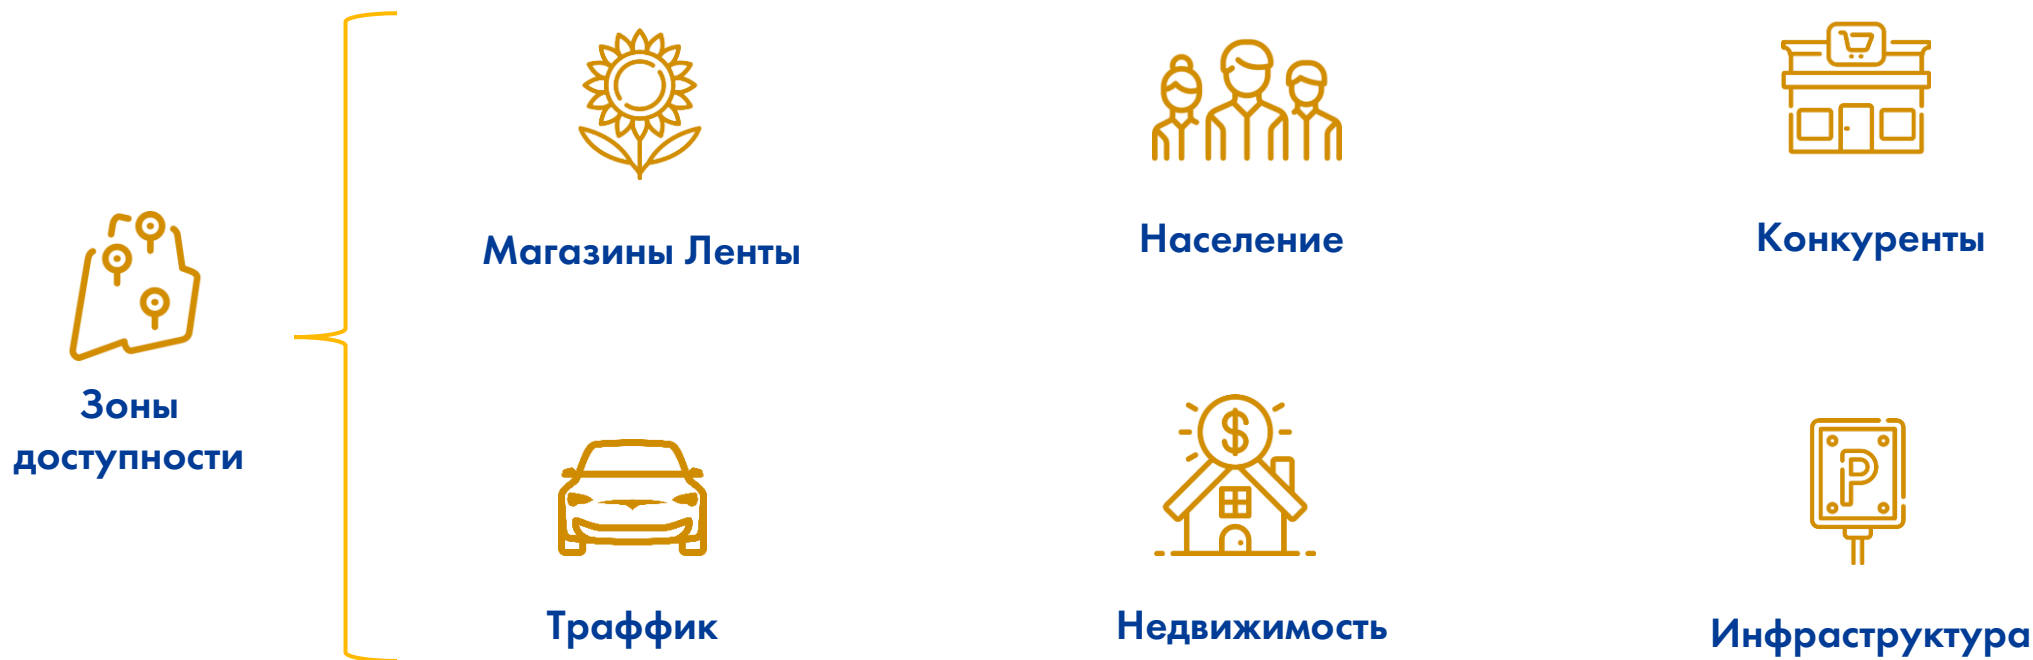 Зоны
доступности
Магазины Ленты
Население
Конкуренты
Траффик
Недвижимость
Инфраструктура
$
P